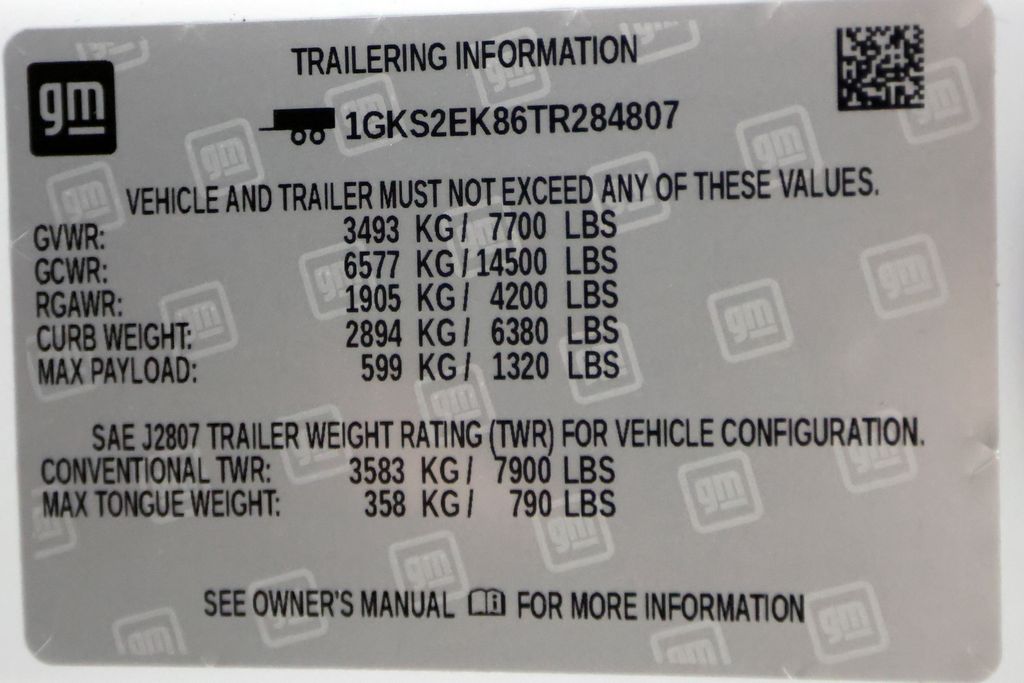 gm
TRAILERING INFORMATION
1GKS2EK86TR284807
VEHICLE AND TRAILER MUST NOT EXCEED ANY OF THESE VALUES.
GVWR: 3493 KG / 7700 LBS
GCWR: 6577 KG / 14500 LBS
RGAWR: 1905 KG / 4200 LBS
CURB WEIGHT: 2894 KG / 6380 LBS
MAX PAYLOAD: 599 KG / 1320 LBS
SAE J2807 TRAILER WEIGHT RATING (TWR) FOR VEHICLE CONFIGURATION.
CONVENTIONAL TWR: 3583 KG / 7900 LBS
MAX TONGUE WEIGHT: 358 KG / 790 LBS
SEE OWNER'S MANUAL FOR MORE INFORMATION